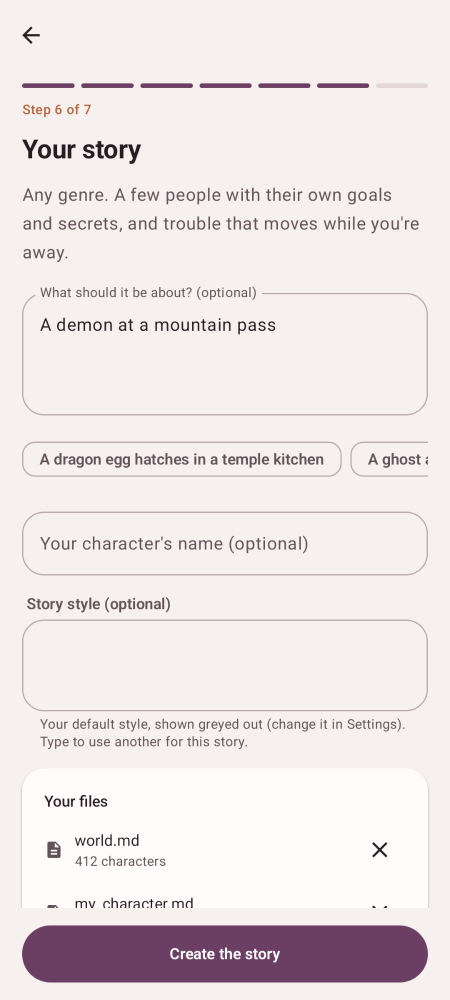 Step 6 of 7
Your story
Any genre. A few people with their own goals
and secrets, and trouble that moves while you're
away.
What should it be about? (optional)
A demon at a mountain pass
A dragon egg hatches in a temple kitchen
A ghost
Your character's name (optional)
Story style (optional)
Your default style, shown greyed out (change it in Settings).
Type to use another for this story.
Your files
world.md
412 characters
my_character.md
Create the story